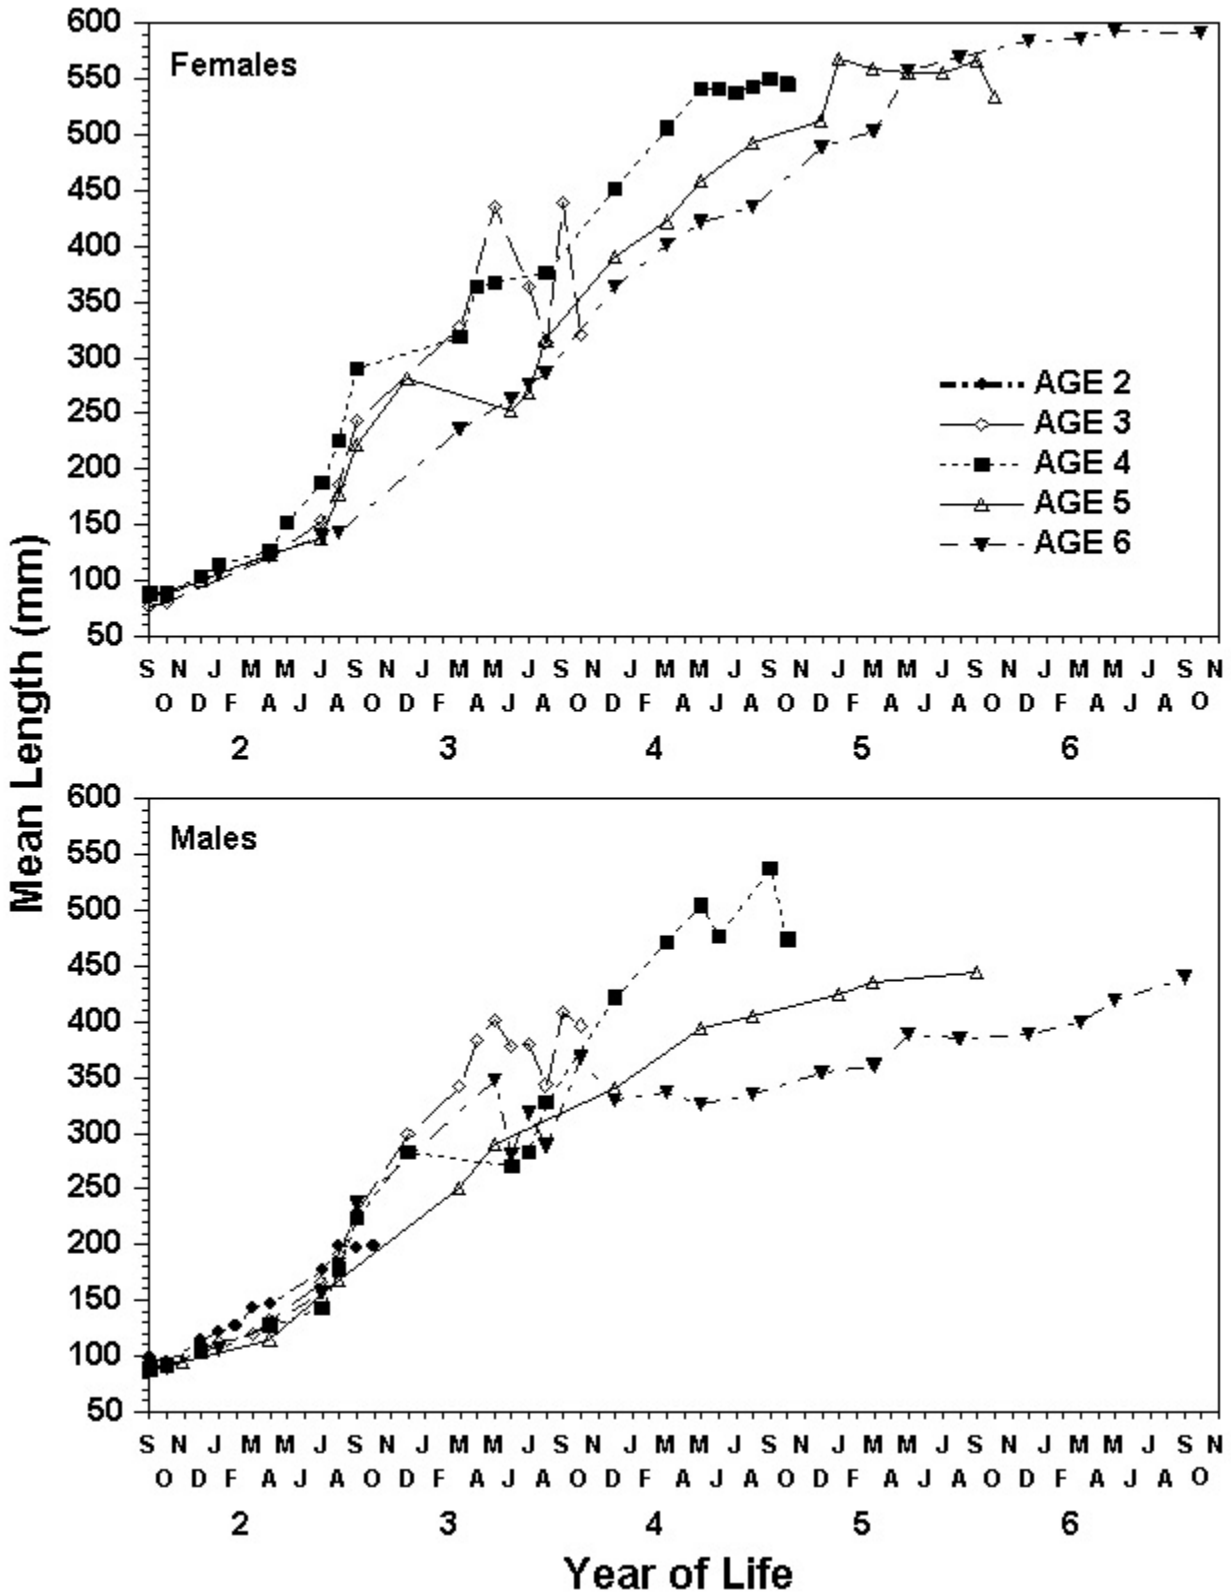 600
Females
550
500
450
400
350
300
250
200
150
100
50
AGE 2
AGE 3
AGE 4
AGE 5
AGE 6
S N J M M J S N J M M J S N J M M J S N J M M J S N J M M J S N
O D F A J A O D F A J A O D F A J A O D F A J A O D F A J A O
2 3 4 5 6
Mean Length (mm)
600
Males
550
500
450
400
350
300
250
200
150
100
50
S N J M M J S N J M M J S N J M M J S N J M M J S N J M M J S N
O D F A J A O D F A J A O D F A J A O D F A J A O D F A J A O
2 3 4 5 6
Year of Life